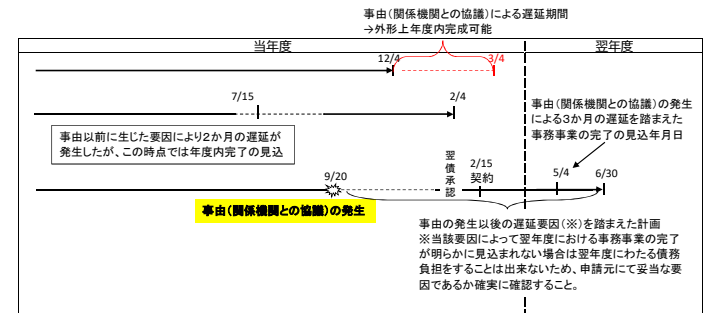 事由（関係機関との協議）による遅延期間
→外形上年度内完成可能
当年度
翌年度
12/4
3/4
7/15
2/4
事由以前に生じた要因により２か月の遅延が
発生したが、この時点では年度内完了の見込
事由（関係機関との協議）の発生
による３か月の遅延を踏まえた
事務事業の完了の見込年月日
9/20
翌債承認
2/15
契約
5/4
6/30
事由（関係機関との協議）の発生
事由の発生以後の遅延要因（※）を踏まえた計画
※当該要因によって翌年度における事務事業の完了
が明らかに見込まれない場合は翌年度にわたる債務
負担をすることは出来ないため、申請元にて妥当な要
因であるか確実に確認すること。